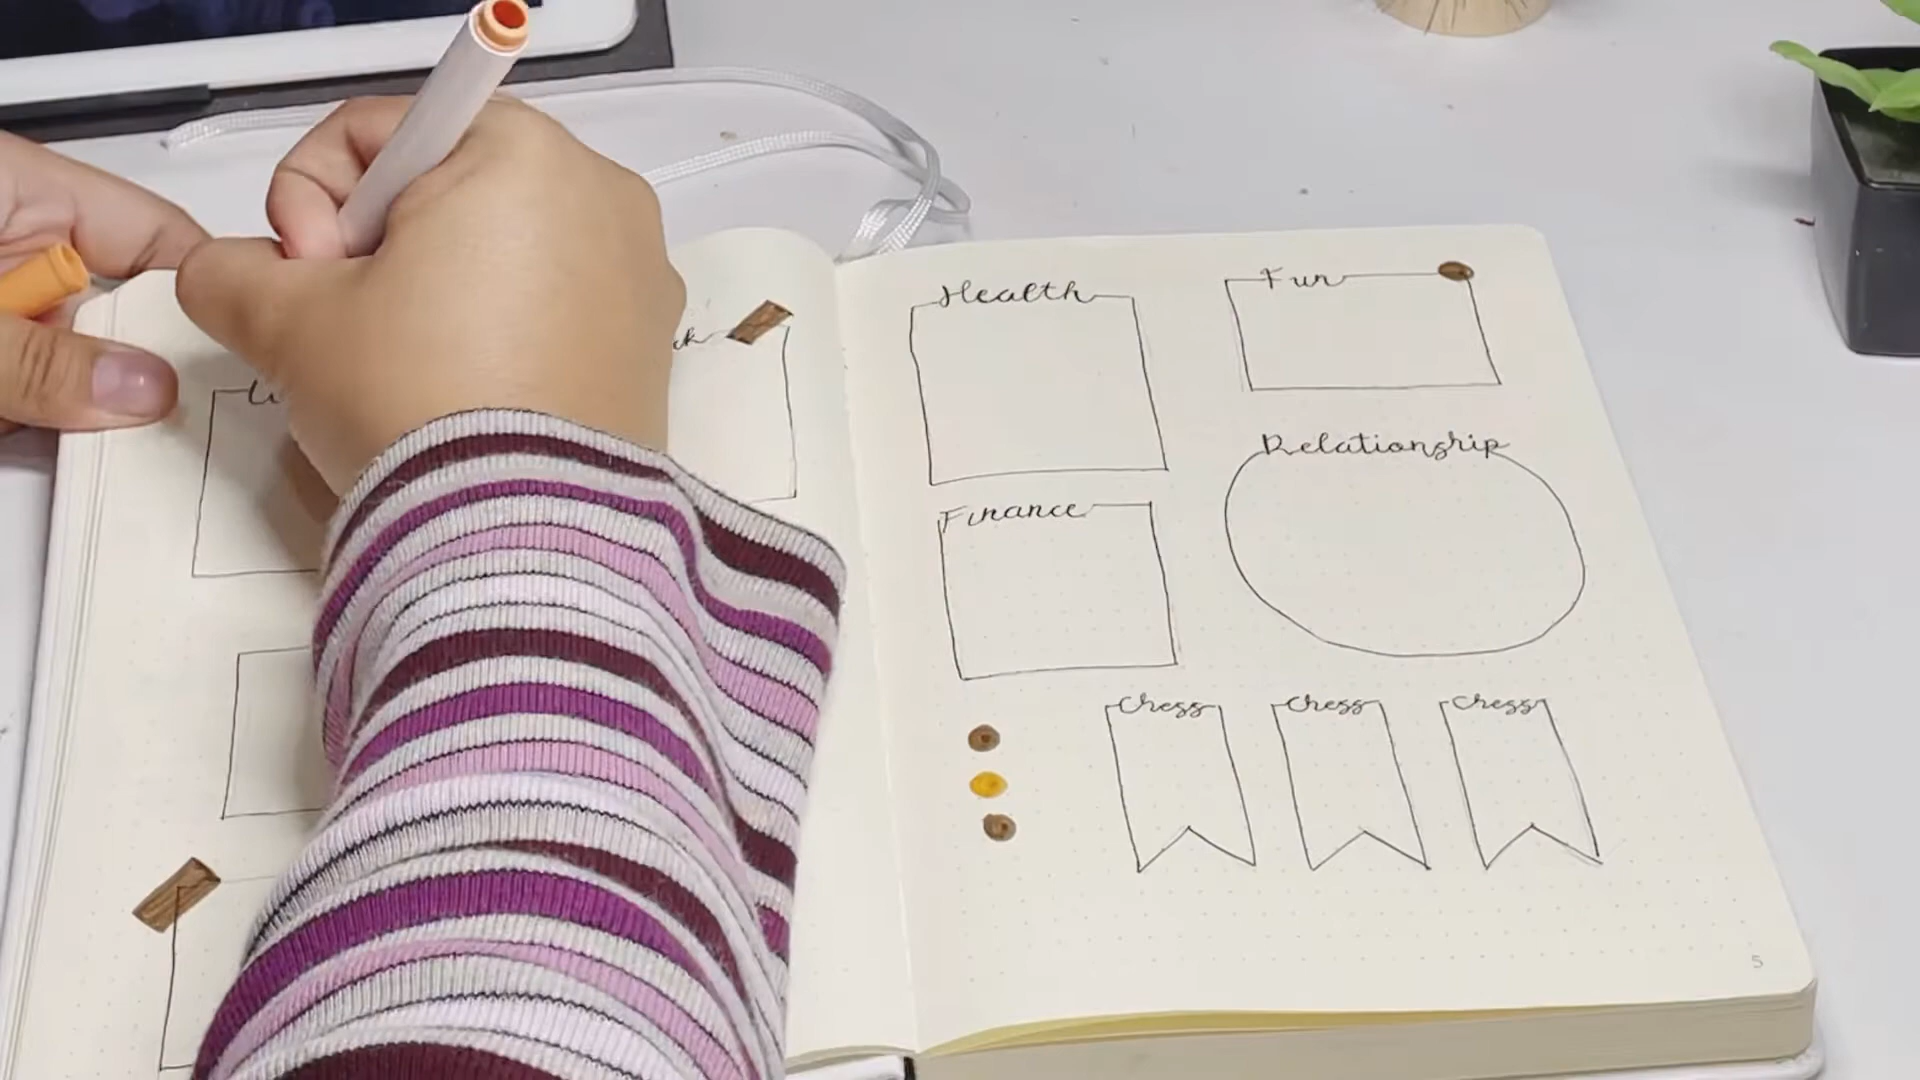 Health
Fun
Relationship
Finance
Chess
Chess
Chess
5